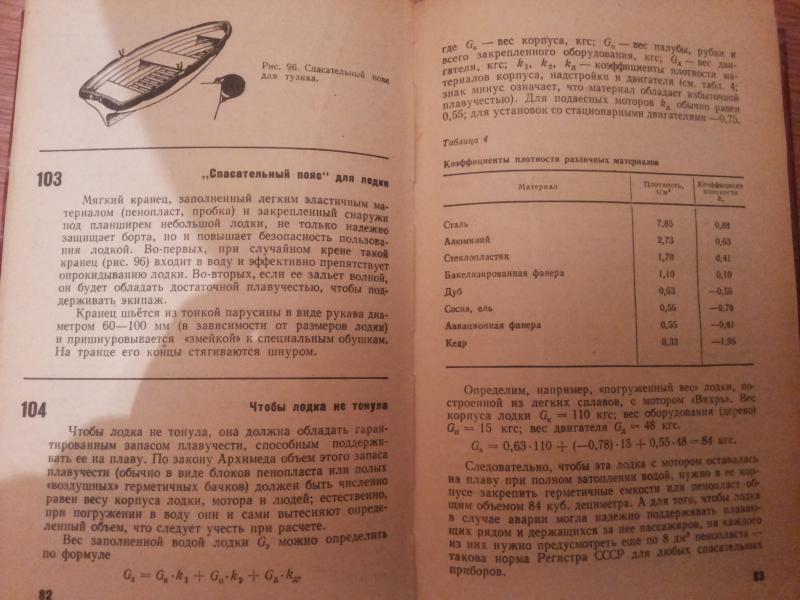 Рис. 96. Спасательный пояс
для тузика.
103
„Спасательный пояс" для лодки
Мягкий кранец, заполненный легким эластичным ма-
териалом (пенопласт, пробка) и закрепленный снаружи
под планширем небольшой лодки, не только надежно
защищает борта, но и повышает безопасность пользова-
ния лодкой. Во-первых, при случайном крене такой
кранец (рис. 96) входит в воду и эффективно препятствует
опрокидыванию лодки. Во-вторых, если ее зальет волной,
он будет обладать достаточной плавучестью, чтобы под-
держивать экипаж.
Кранец шьётся из тонкой парусины в виде рукава диа-
метром 60—100 мм (в зависимости от размеров лодки)
и пришнуровывается «змейкой» к специальным обушкам.
На транце его концы стягиваются шнуром.
104
Чтобы лодка не тонула
Чтобы лодка не тонула, она должна обладать гаран-
тированным запасом плавучести, способным поддержи-
вать ее на плаву. По закону Архимеда объем этого запаса
плавучести (обычно в виде блоков пенопласта или полых
«воздушных» герметичных бачков) должен быть численно
равен весу корпуса лодки, мотора и людей; естественно,
при погружении в воду они и сами вытесняют опреде-
ленный объем, что следует учесть при расчете.
Вес заполненной водой лодки Gз можно определить
по формуле
Gз = Gк·k1 + Gп·k2 + Gд·kд,
82
где Gк — вес корпуса, кгс; Gп — вес палубы, рубки и
всего закрепленного оборудования, кгс; Gд — вес дви-
гателя, кгс; k1, k2, kд — коэффициенты плотности ма-
териалов корпуса, надстройки и двигателя (см. табл. 4;
знак минус означает, что материал обладает избыточной
плавучестью). Для подвесных моторов kд обычно равен
0,55; для установок со стационарными двигателями —0,75.
Таблица 4
Коэффициенты плотности различных материалов
Материал Плотность, т/м³ Коэффициент плотности k1
Сталь 7,85 0,88
Алюминий 2,73 0,63
Стеклопластик 1,70 0,41
Бакелизированная фанера 1,10 0,10
Дуб 0,63 —0,56
Сосна, ель 0,56 —0,78
Авиационная фанера 0,55 —0,81
Кедр 0,33 —1,95
Определим, например, «погруженный вес» лодки, по-
строенной из легких сплавов, с мотором «Вихрь». Вес
корпуса лодки Gк = 110 кгс; вес оборудования (дерево)
Gп = 15 кгс; вес двигателя Gд = 48 кгс.
Gз = 0,63·110 + (—0,78)·15 + 0,55·48 = 84 кгс.
Следовательно, чтобы эта лодка с мотором оставалась
на плаву при полном затоплении водой, нужно в ее кор-
пусе закрепить герметичные емкости или пенопласт об-
щим объемом 84 куб. дециметра. А для того, чтобы лодка
в случае аварии могла надежно поддерживать плаваю-
щих рядом и держащихся за нее пассажиров, на каждого
из них нужно предусмотреть еще по 8 дм³ пенопласта —
такова норма Регистра СССР для любых спасательных
приборов.
83